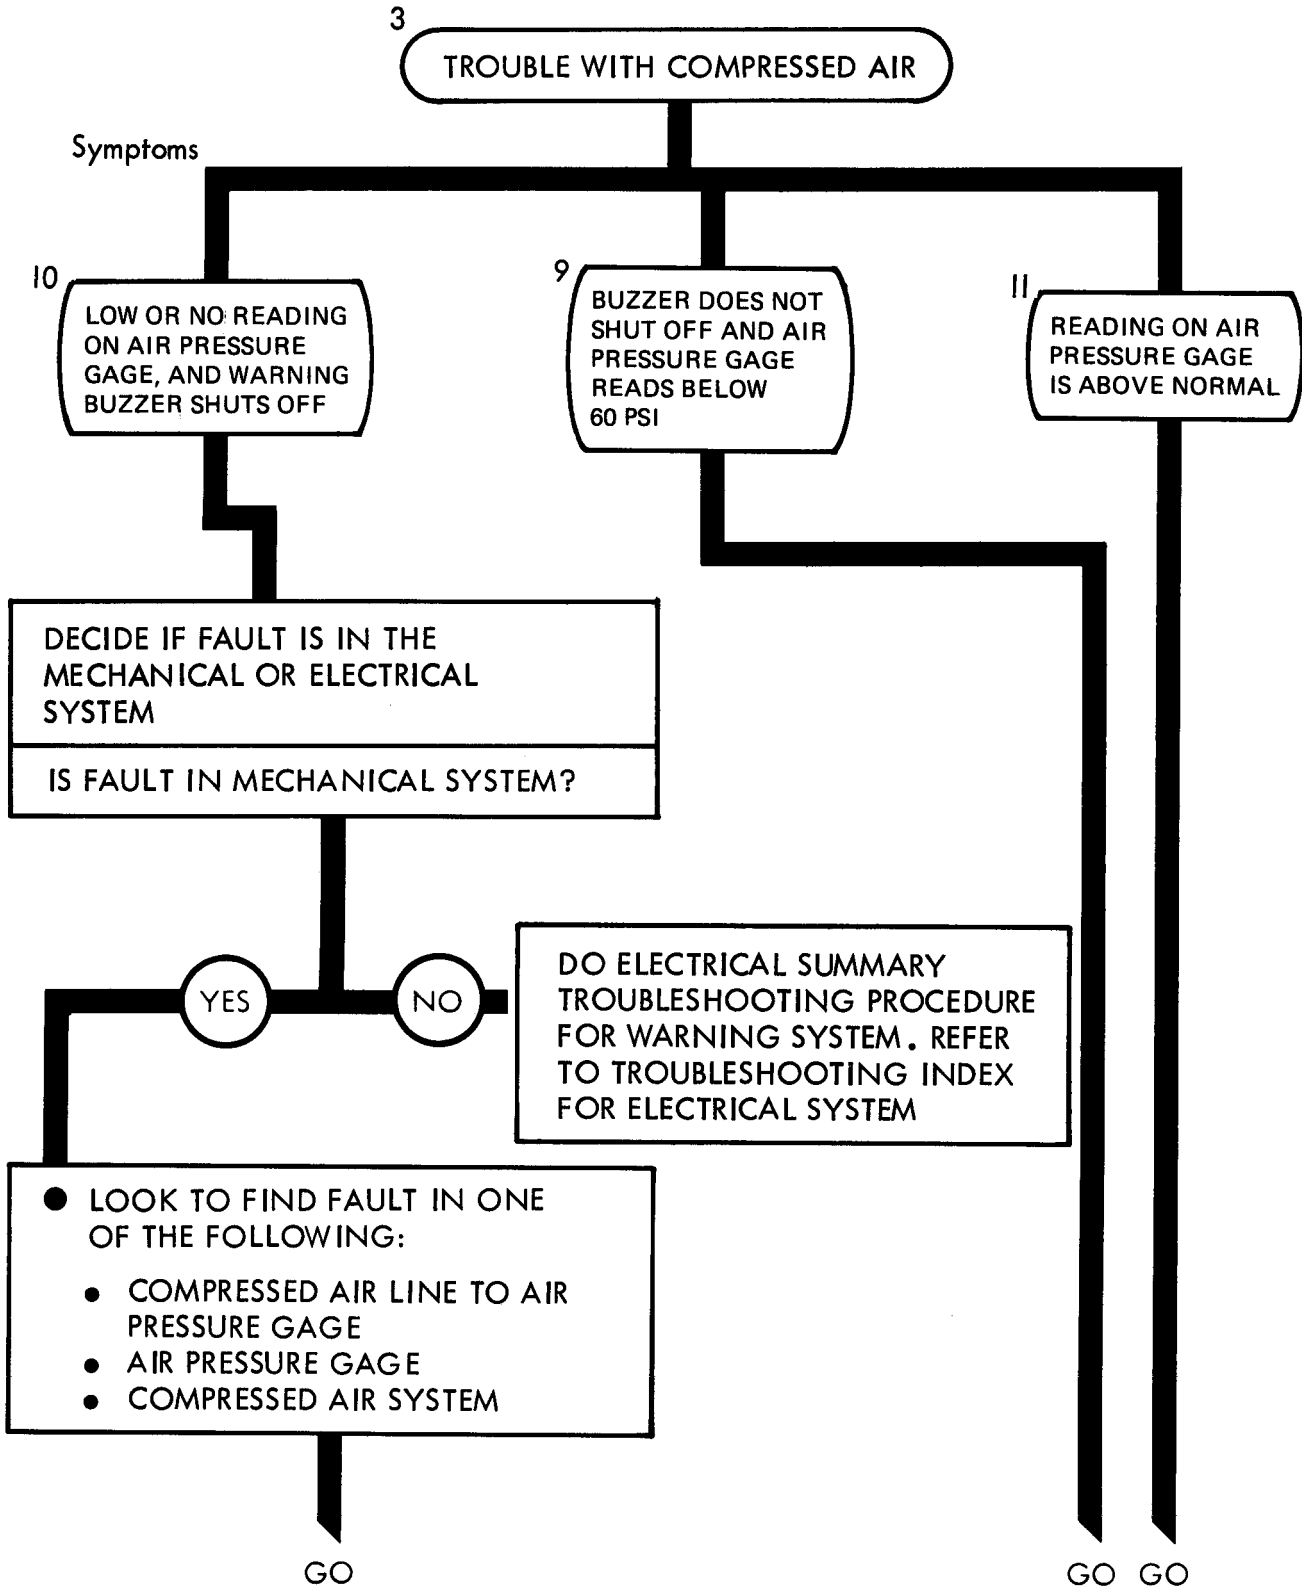 3
TROUBLE WITH COMPRESSED AIR
Symptoms
10
LOW OR NO READING
ON AIR PRESSURE
GAGE, AND WARNING
BUZZER SHUTS OFF
9
BUZZER DOES NOT
SHUT OFF AND AIR
PRESSURE GAGE
READS BELOW
60 PSI
11
READING ON AIR
PRESSURE GAGE
IS ABOVE NORMAL
DECIDE IF FAULT IS IN THE
MECHANICAL OR ELECTRICAL
SYSTEM
IS FAULT IN MECHANICAL SYSTEM?
YES
NO
DO ELECTRICAL SUMMARY
TROUBLESHOOTING PROCEDURE
FOR WARNING SYSTEM. REFER
TO TROUBLESHOOTING INDEX
FOR ELECTRICAL SYSTEM
● LOOK TO FIND FAULT IN ONE
OF THE FOLLOWING:
● COMPRESSED AIR LINE TO AIR
PRESSURE GAGE
● AIR PRESSURE GAGE
● COMPRESSED AIR SYSTEM
GO
GO
GO